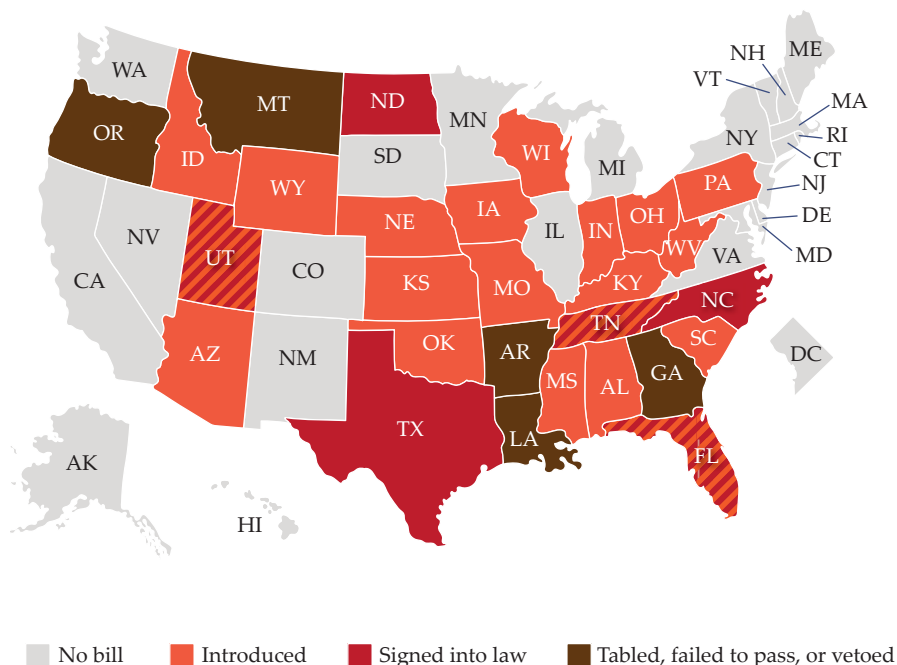 ME
NH
WA
VT
MT
ND
MA
MN
OR
RI
NY
WI
SD
CT
ID
MI
PA
NJ
WY
IA
OH
DE
NE
IN
IL
NV
WV
MD
UT
VA
CO
CA
KS
KY
MO
NC
TN
OK
SC
AZ
AR
NM
DC
GA
MS
AL
TX
LA
FL
AK
HI
No bill Introduced Signed into law Tabled, failed to pass, or vetoed